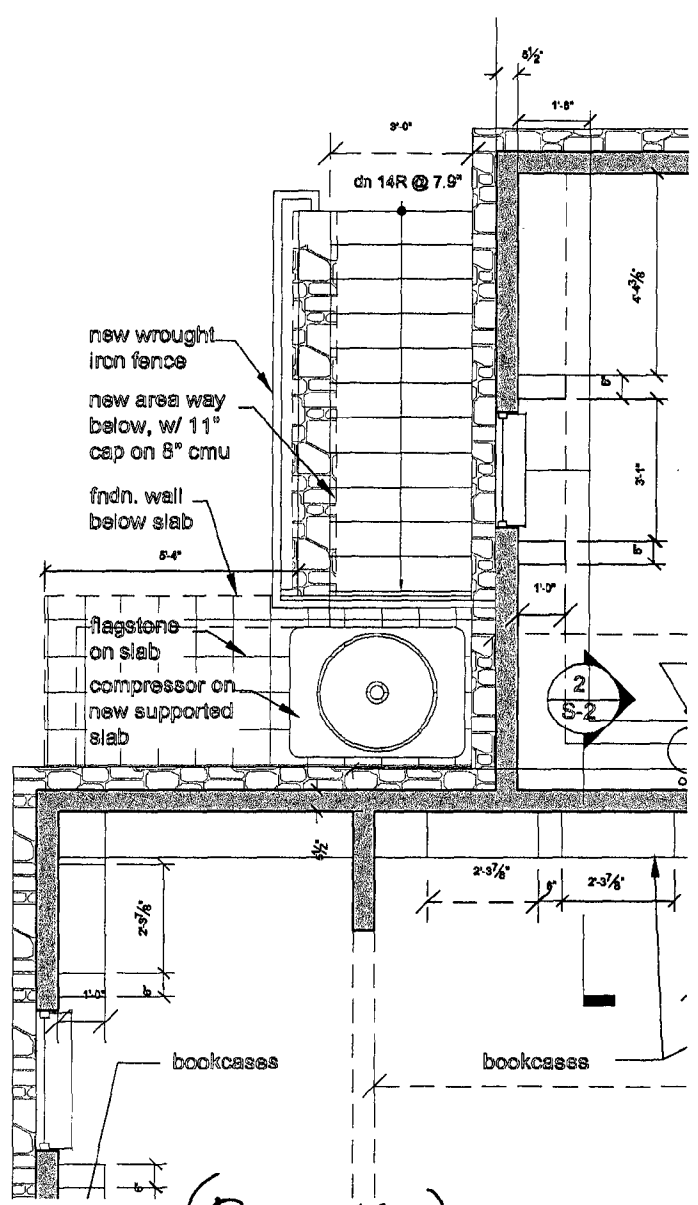 5½"
1'-8"
3'-0"
dn 14R @ 7.9"
4'-4⅜"
new wrought
iron fence
6"
new area way
below, w/ 11"
cap on 8" cmu
3'-1"
fndn. wall
below slab
5'-4"
5"
1'-0"
flagstone
on slab
2
S-2
compressor on
new supported
slab
5½"
2'-3⅞"
6"
2'-3⅞"
2'-3⅞"
6"
1'-0"
bookcases
bookcases
6"